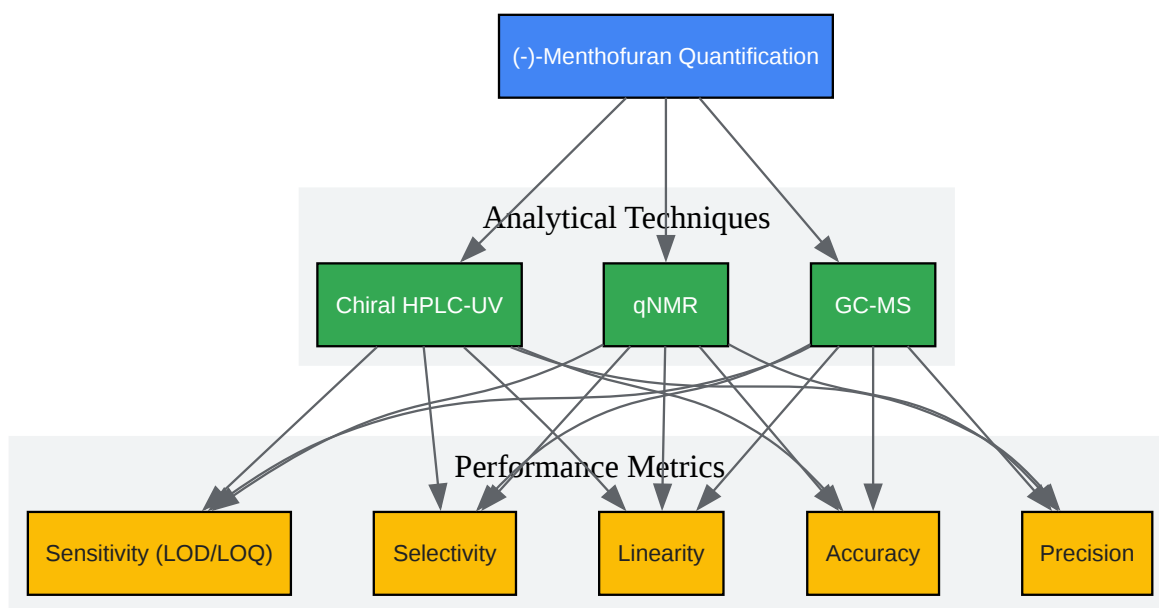 (-)-Menthofuran Quantification
Analytical Techniques
Chiral HPLC-UV
qNMR
GC-MS
Performance Metrics
Sensitivity (LOD/LOQ)
Selectivity
Linearity
Accuracy
Precision